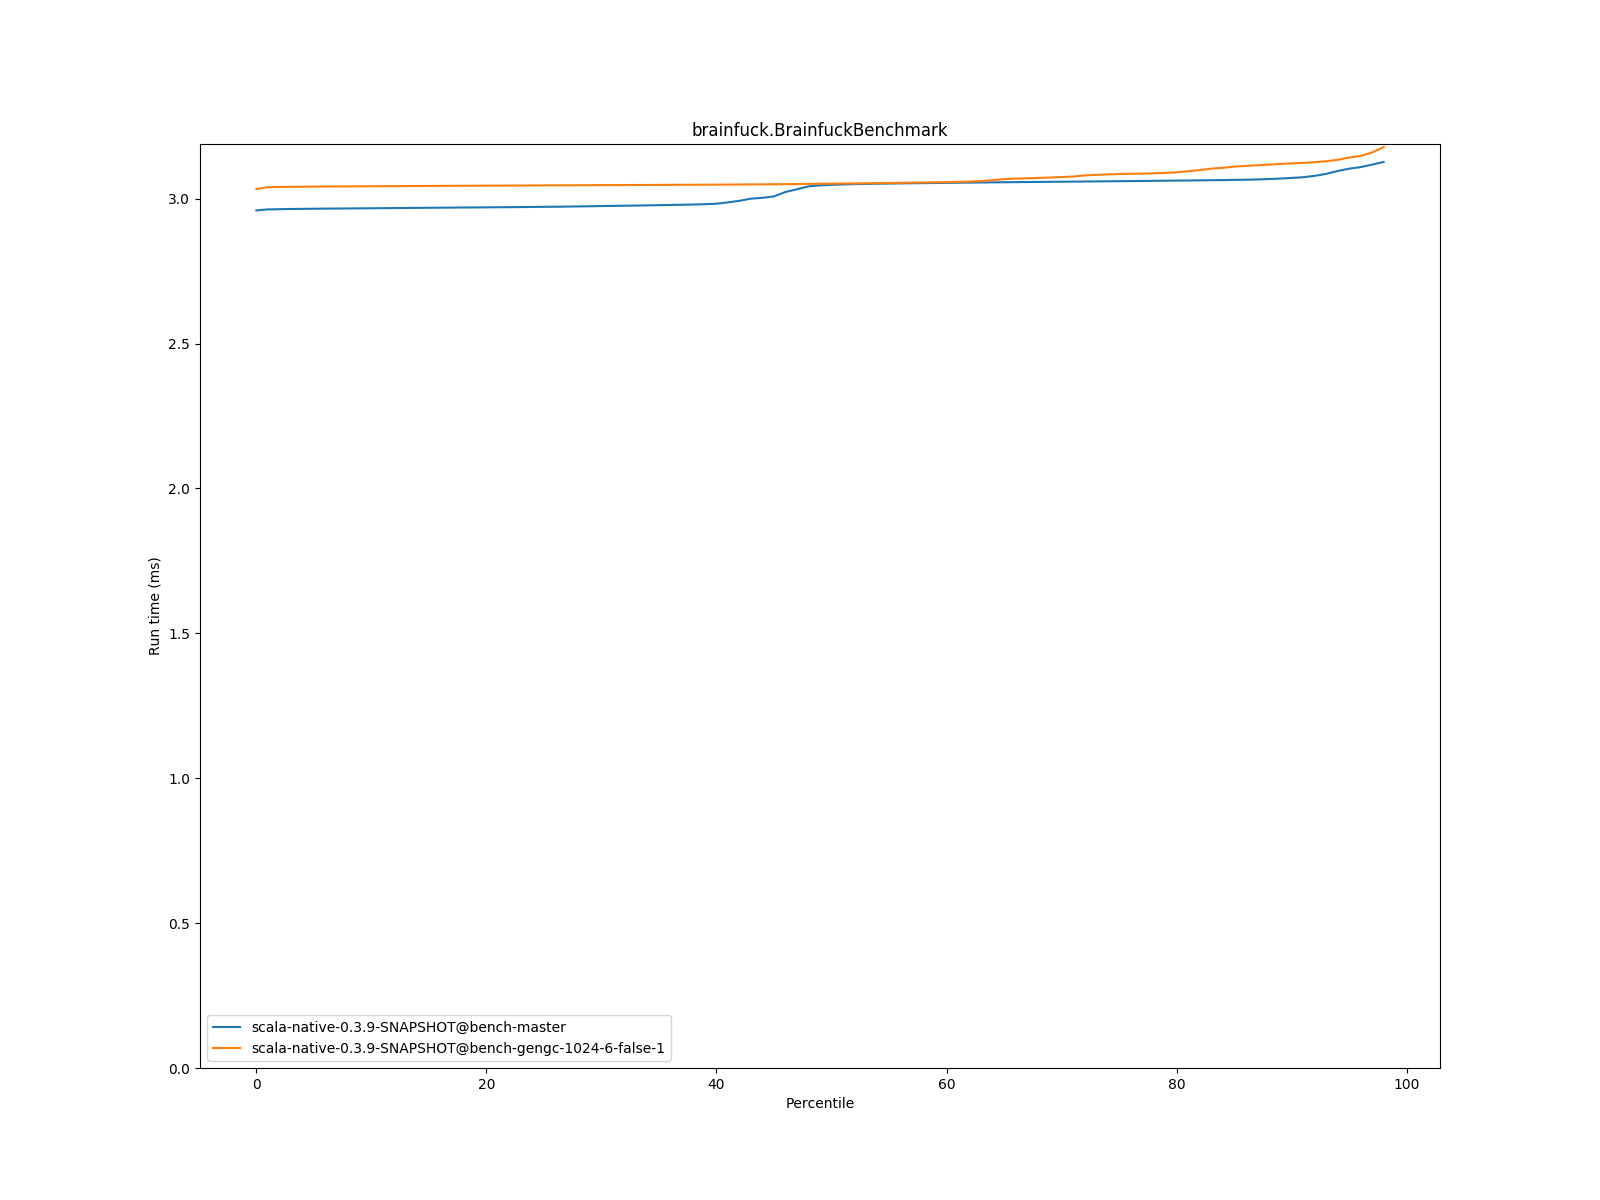 brainfuck.BrainfuckBenchmark
3.0
2.5
2.0
1.5
1.0
0.5
0.0
Run time (ms)
scala-native-0.3.9-SNAPSHOT@bench-master
scala-native-0.3.9-SNAPSHOT@bench-gengc-1024-6-false-1
0 20 40 60 80 100
Percentile